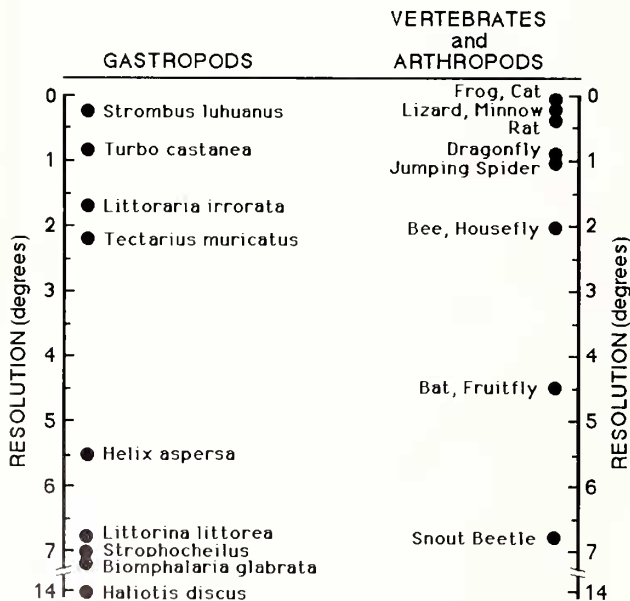 GASTROPODS
VERTEBRATES
and
ARTHROPODS
RESOLUTION (degrees)
0
1
2
3
4
5
6
7
14
Strombus luhuanus
Turbo castanea
Littoraria irrorata
Tectarius muricatus
Helix aspersa
Littorina littorea
Strophocheilus
Biomphalaria glabrata
Haliotis discus
Frog, Cat
Lizard, Minnow
Rat
Dragonfly
Jumping Spider
Bee, Housefly
Bat, Fruitfly
Snout Beetle
0
1
2
3
4
5
6
7
14
RESOLUTION (degrees)